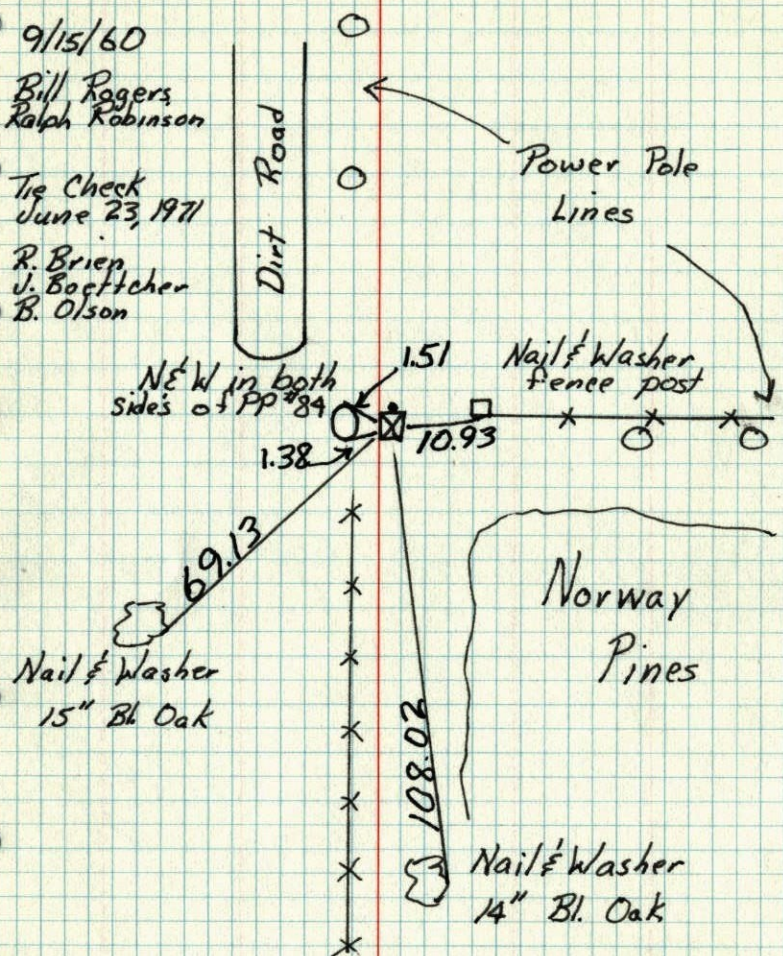 9/15/60
Bill Rogers
Ralph Robinson
Tie Check
June 23, 1971
R. Brien
J. Boettcher
B. Olson
Dirt Road
Power Pole
Lines
N & W in both
sides of PP #84
1.51
1.38
Nail & Washer
fence post
10.93
69.13
Nail & Washer
15" Bl. Oak
Norway
Pines
108.02
Nail & Washer
14" Bl. Oak